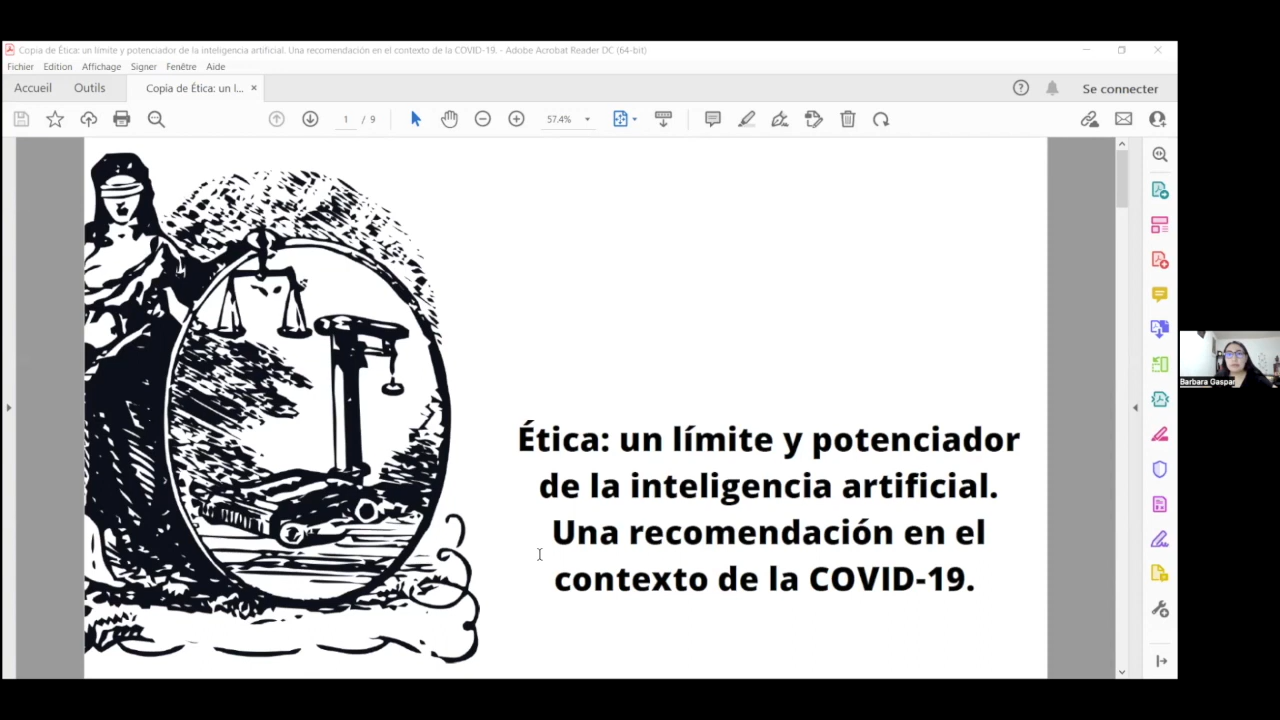 Copia de Ética: un límite y potenciador de la inteligencia artificial. Una recomendación en el contexto de la COVID-19. - Adobe Acrobat Reader DC (64-bit)
Fichier Edition Affichage Signer Fenêtre Aide
Accueil Outils Copia de Ética: un l... × Se connecter
1 / 9 57.4%
Ética: un límite y potenciador
de la inteligencia artificial.
Una recomendación en el
contexto de la COVID-19.
Barbara Gaspar